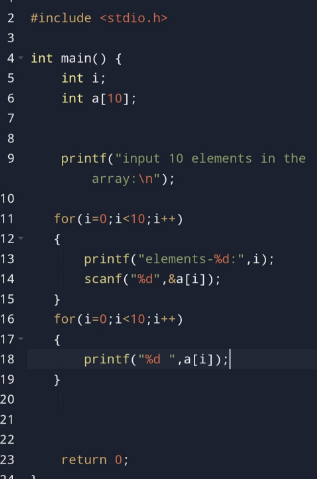 2 #include <stdio.h>
3
4 int main() {
5 int i;
6 int a[10];
7
8
9 printf("input 10 elements in the
array:\n");
10
11 for(i=0;i<10;i++)
12 {
13 printf("elements-%d:",i);
14 scanf("%d",&a[i]);
15 }
16 for(i=0;i<10;i++)
17 {
18 printf("%d ",a[i]);
19 }
20
21
22
23 return 0;
24 }